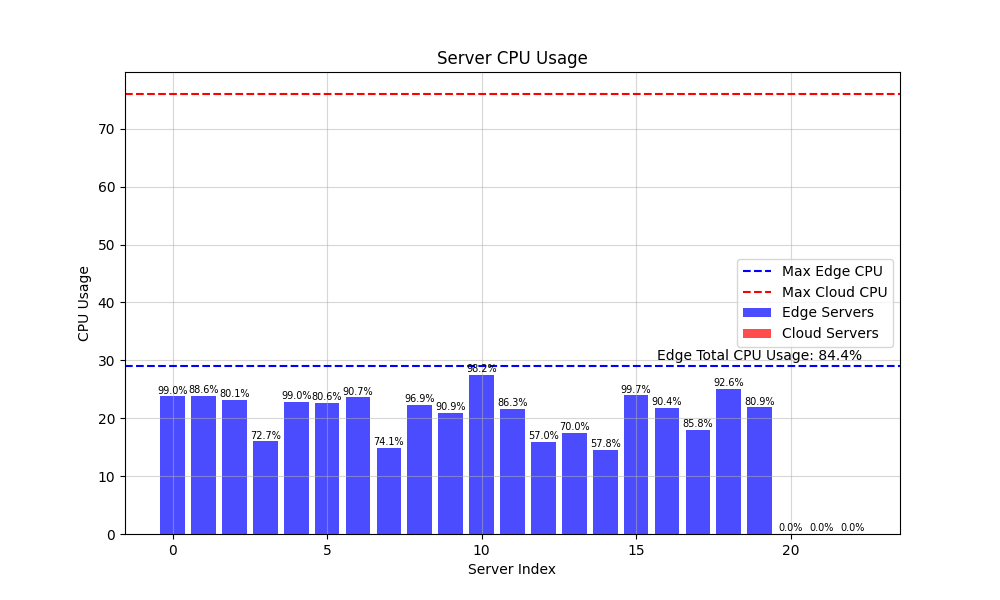 Server CPU Usage
CPU Usage
70
60
50
40
30
20
10
0
Max Edge CPU
Max Cloud CPU
Edge Servers
Cloud Servers
Edge Total CPU Usage: 84.4%
99.0% 88.6% 80.1% 72.7% 99.0% 80.6% 90.7% 74.1% 96.9% 90.9% 98.2% 86.3% 57.0% 70.0% 57.8% 99.7% 90.4% 85.8% 92.6% 80.9% 0.0% 0.0% 0.0%
0 5 10 15 20
Server Index